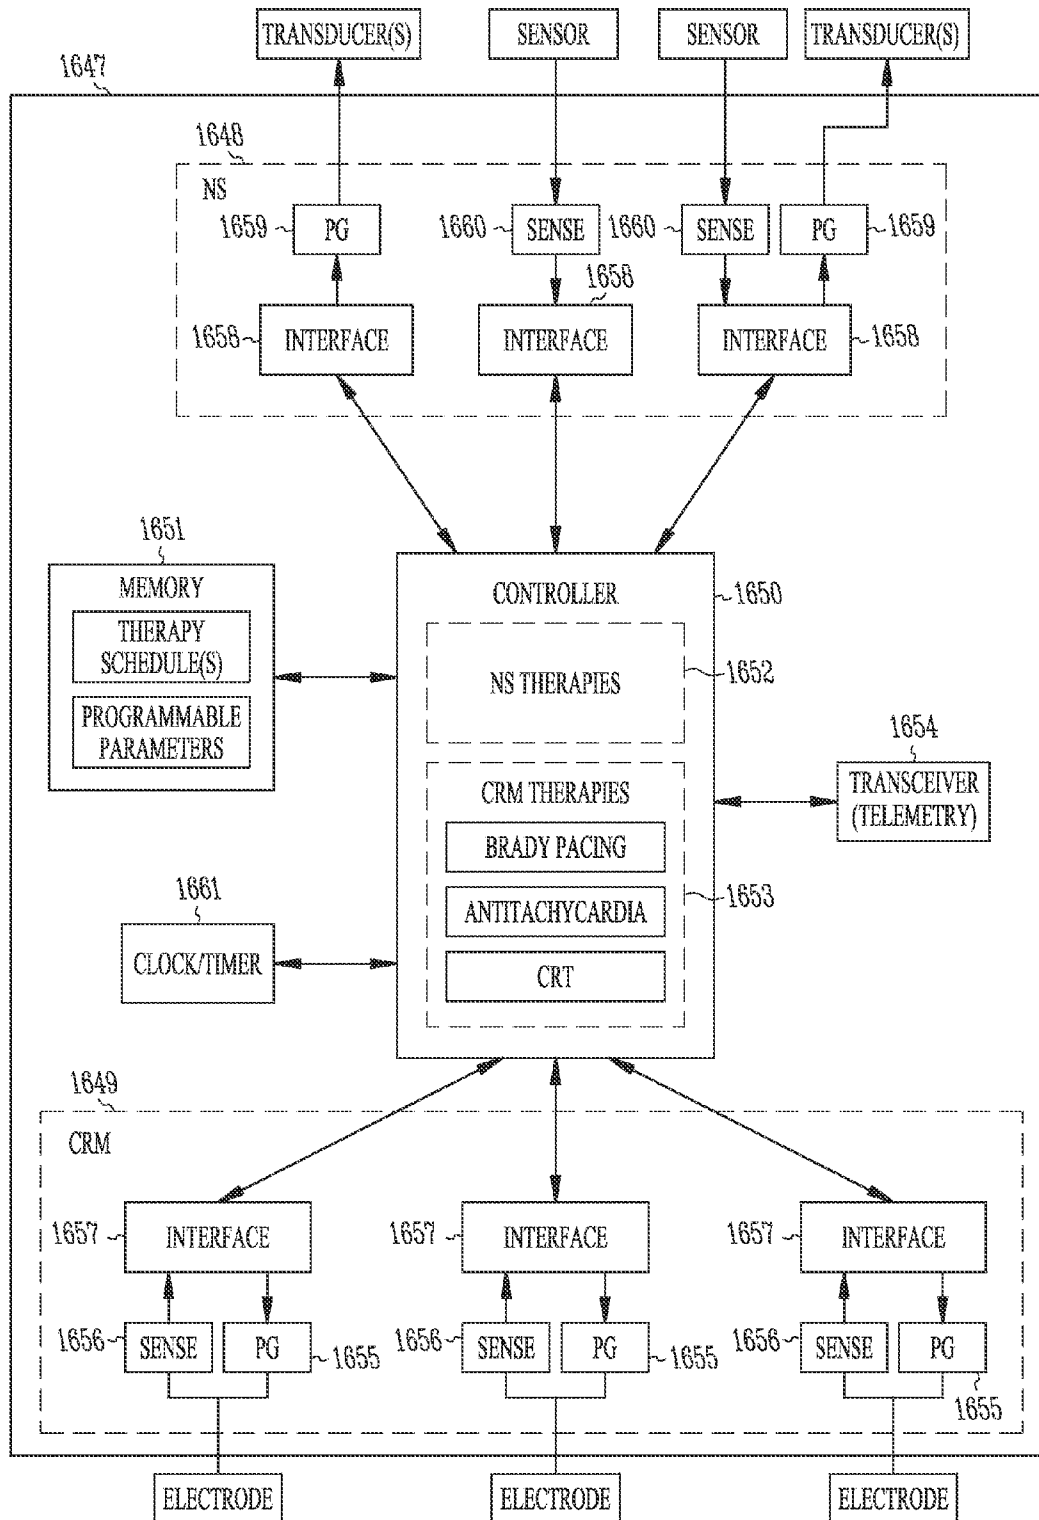 TRANSDUCER(S)
SENSOR
SENSOR
TRANSDUCER(S)
1647
1648
NS
1659
PG
1660
SENSE
1660
SENSE
PG
1659
1658
1658
INTERFACE
INTERFACE
INTERFACE
1658
1651
MEMORY
THERAPY
SCHEDULE(S)
PROGRAMMABLE
PARAMETERS
CONTROLLER
1650
NS THERAPIES
1652
1654
TRANSCEIVER
(TELEMETRY)
CRM THERAPIES
BRADY PACING
ANTITACHYCARDIA
1653
CRT
1661
CLOCK/TIMER
1649
CRM
1657
INTERFACE
1657
INTERFACE
1657
INTERFACE
1656
SENSE
PG
1655
1656
SENSE
PG
1655
1656
SENSE
PG
1655
ELECTRODE
ELECTRODE
ELECTRODE